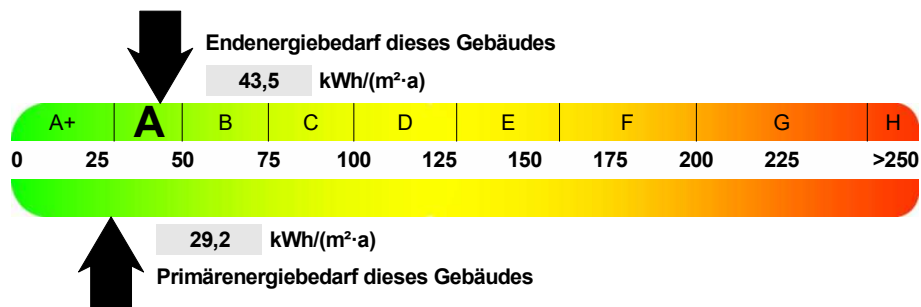 Endenergiebedarf dieses Gebäudes
43,5 kWh/(m²·a)
A+ A B C D E F G H
0 25 50 75 100 125 150 175 200 225 >250
29,2 kWh/(m²·a)
Primärenergiebedarf dieses Gebäudes